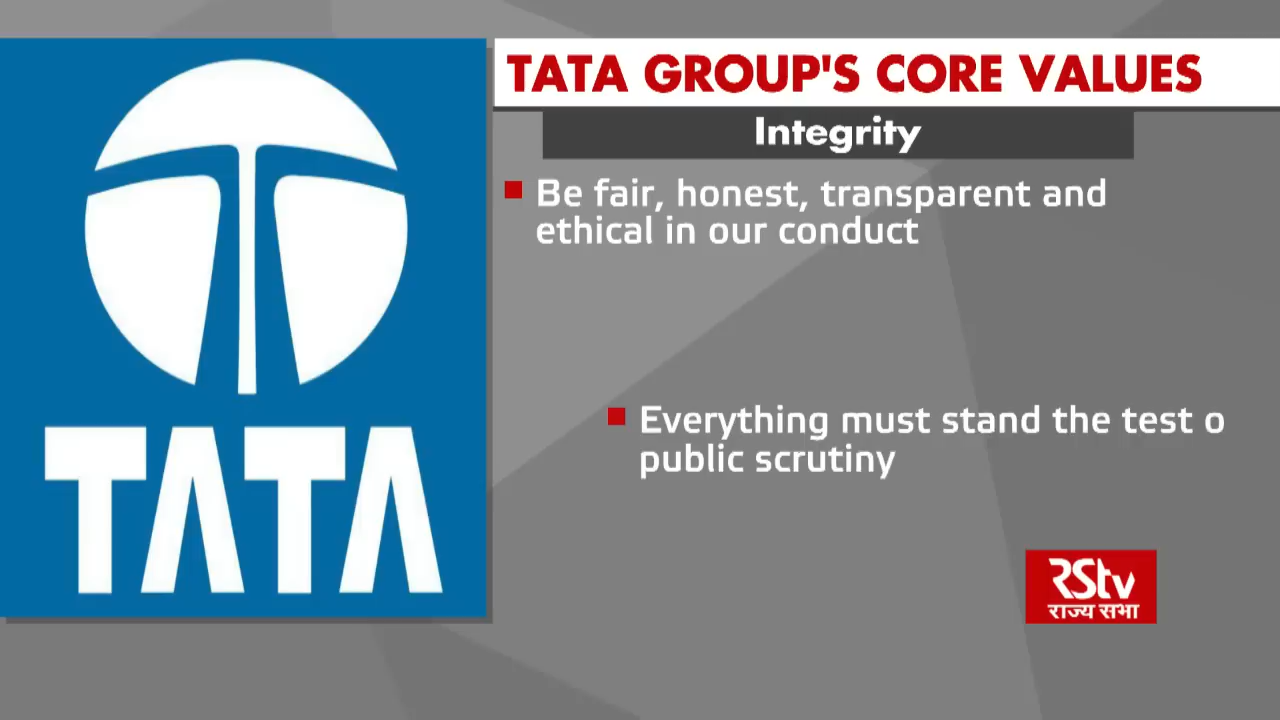 TATA
TATA GROUP'S CORE VALUES
Integrity
Be fair, honest, transparent and
ethical in our conduct
Everything must stand the test o
public scrutiny
RStv
राज्य सभा